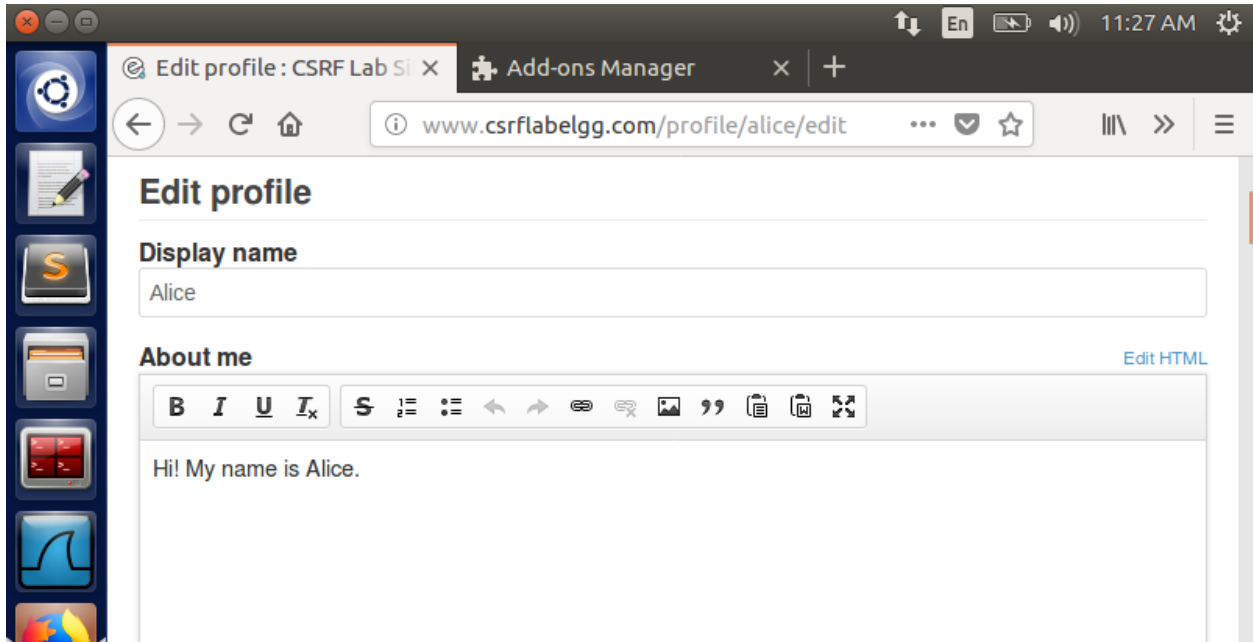 En 11:27 AM
Edit profile : CSRF Lab Si Add-ons Manager
www.csrflabelgg.com/profile/alice/edit
Edit profile
Display name
Alice
About me Edit HTML
B I U Tx S
Hi! My name is Alice.